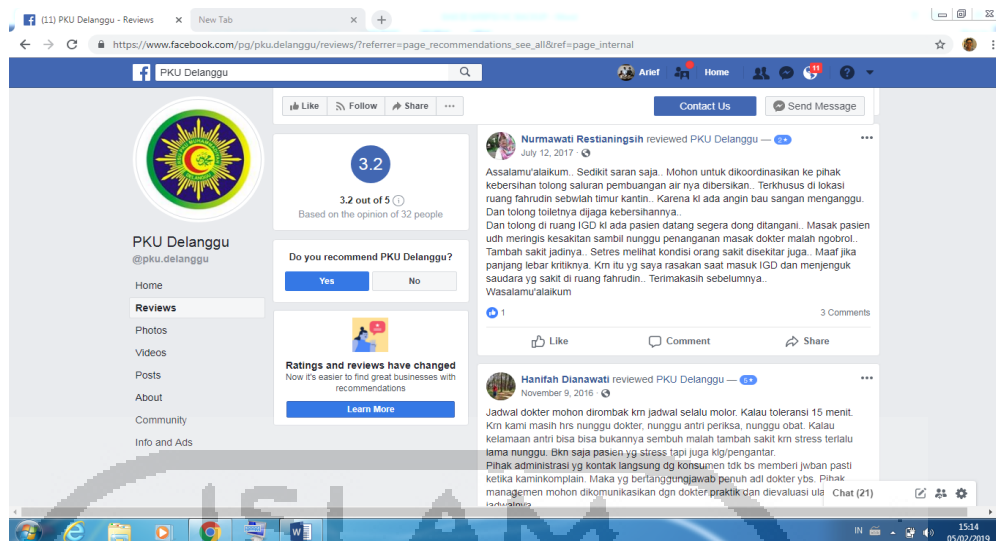 (11) PKU Delanggu - Reviews
New Tab
https://www.facebook.com/pg/pku.delanggu/reviews/?referrer=page_recommendations_see_all&ref=page_internal
PKU Delanggu
Arief
Home
11
Like
Follow
Share
Contact Us
Send Message
PKU Delanggu
@pku.delanggu
Home
Reviews
Photos
Videos
Posts
About
Community
Info and Ads
3.2
3.2 out of 5
Based on the opinion of 32 people
Do you recommend PKU Delanggu?
Yes
No
Ratings and reviews have changed
Now it's easier to find great businesses with
recommendations
Learn More
Nurmawati Restianingsih reviewed PKU Delanggu — 2★
July 12, 2017
Assalamu'alaikum.. Sedikit saran saja.. Mohon untuk dikoordinasikan ke pihak
kebersihan tolong saluran pembuangan air nya dibersikan.. Terkhusus di lokasi
ruang fahrudin sebwlah timur kantin.. Karena kl ada angin bau sangan menganggu.
Dan tolong toiletnya dijaga kebersihannya..
Dan tolong di ruang IGD kl ada pasien datang segera dong ditangani.. Masak pasien
udh meringis kesakitan sambil nunggu penanganan masak dokter malah ngobrol..
Tambah sakit jadinya.. Setres melihat kondisi orang sakit disekitar juga.. Maaf jika
panjang lebar kritiknya. Krn itu yg saya rasakan saat masuk IGD dan menjenguk
saudara yg sakit di ruang fahrudin.. Terimakasih sebelumnya..
Wasalamu'alaikum
1
3 Comments
Like
Comment
Share
Hanifah Dianawati reviewed PKU Delanggu — 5★
November 9, 2016
Jadwal dokter mohon dirombak krn jadwal selalu molor. Kalau toleransi 15 menit.
Krn kami masih hrs nunggu dokter, nunggu antri periksa, nunggu obat. Kalau
kelamaan antri bisa bisa bukannya sembuh malah tambah sakit krn stress terlalu
lama nunggu. Bkn saja pasien yg stress tapi juga klg/pengantar.
Pihak administrasi yg kontak langsung dg konsumen tdk bs memberi jwban pasti
ketika kaminkomplain. Maka yg bertanggungjawab penuh adl dokter ybs. Pihak
managemen mohon dikomunikasikan dgn dokter praktik dan dievaluasi ula
jadwalnya
Chat (21)
ISLAM
IN
15:14
05/02/2019